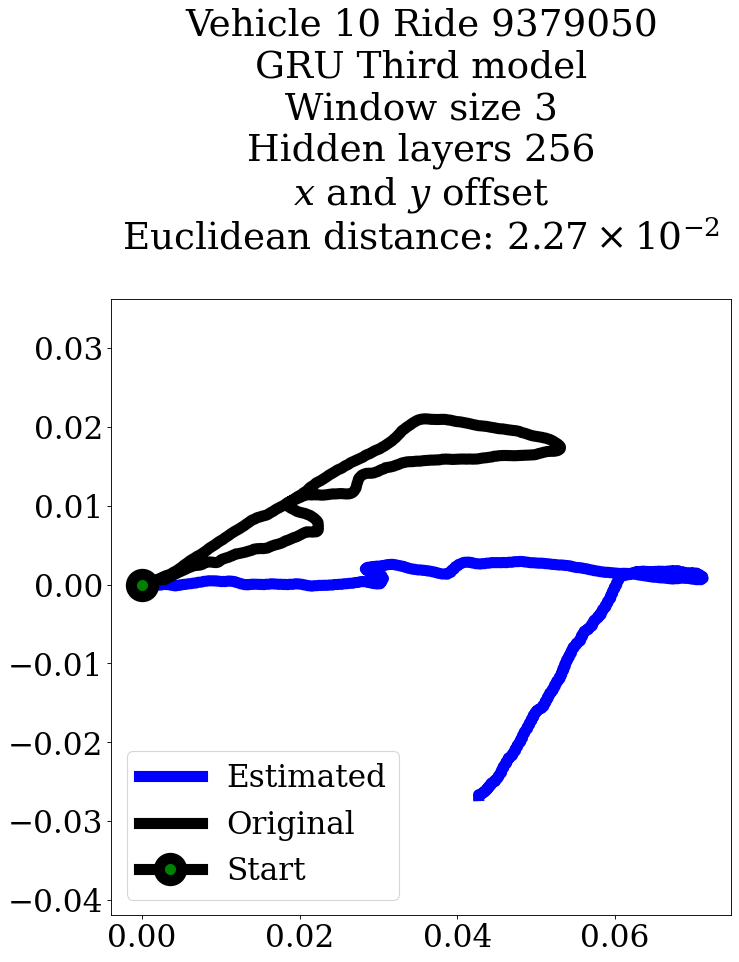 Vehicle 10 Ride 9379050
GRU Third model
Window size 3
Hidden layers 256
x and y offset
Euclidean distance: 2.27 × 10⁻²
0.03
0.02
0.01
0.00
−0.01
−0.02
−0.03
−0.04
Estimated
Original
Start
0.00 0.02 0.04 0.06